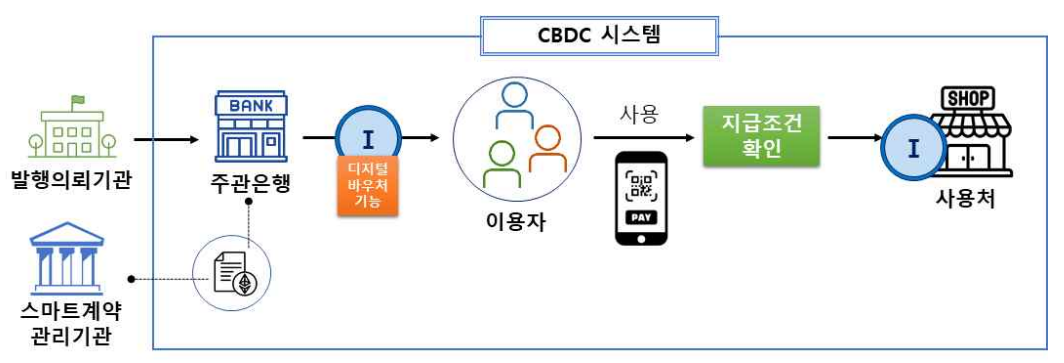 CBDC 시스템
발행의뢰기관
BANK
주관은행
I
디지털
바우처
기능
이용자
사용
PAY
지급조건
확인
I
SHOP
사용처
스마트계약
관리기관